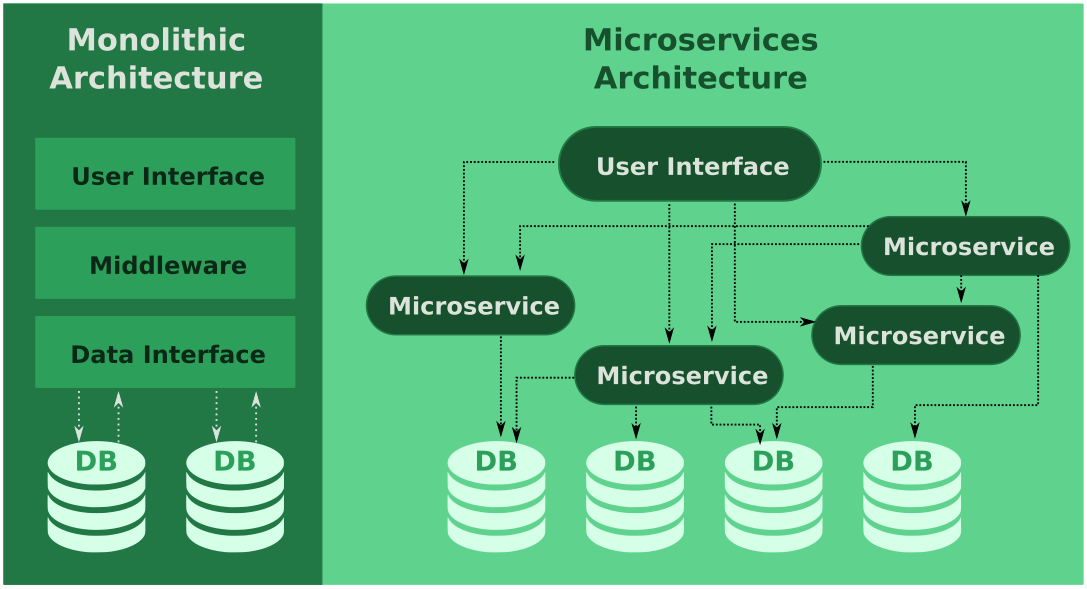 Monolithic
Architecture
User Interface
Middleware
Data Interface
DB
DB
Microservices
Architecture
User Interface
Microservice
Microservice
Microservice
Microservice
DB
DB
DB
DB